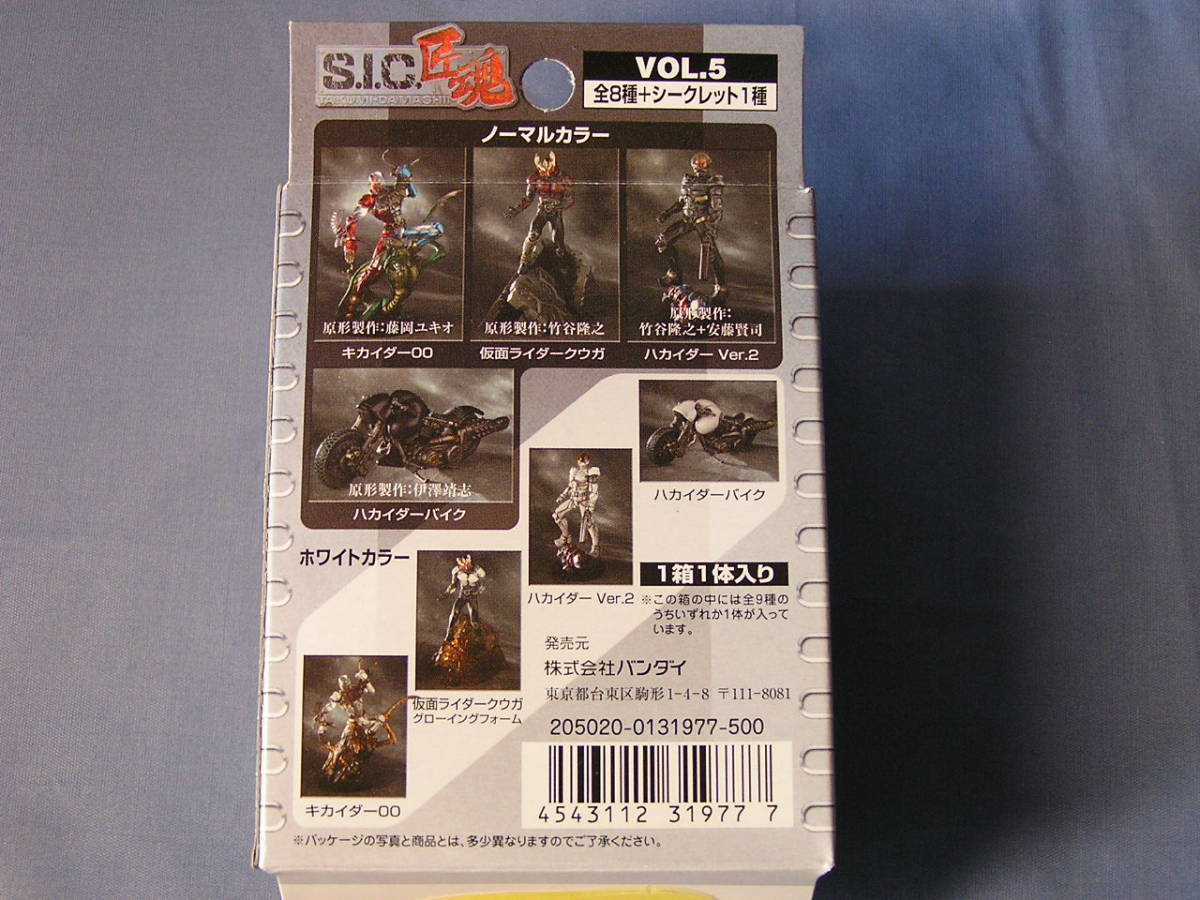 S.I.C. 匠魂
TAKUMI-DAMASHII
VOL.5
全8種+シークレット1種
ノーマルカラー
原形製作:藤岡ユキオ
キカイダー00
原形製作:竹谷隆之
仮面ライダークウガ
原形製作:
竹谷隆之+安藤賢司
ハカイダー Ver.2
原形製作:伊澤靖志
ハカイダーバイク
ハカイダーバイク
ホワイトカラー
ハカイダー Ver.2
仮面ライダークウガ
グローイングフォーム
キカイダー00
1箱1体入り
※この箱の中には全9種の
うちいずれか1体が入って
います。
発売元
株式会社バンダイ
東京都台東区駒形1-4-8 〒111-8081
205020-0131977-500
4543112 31977 7
※パッケージの写真と商品とは、多少異なりますのでご了承ください。